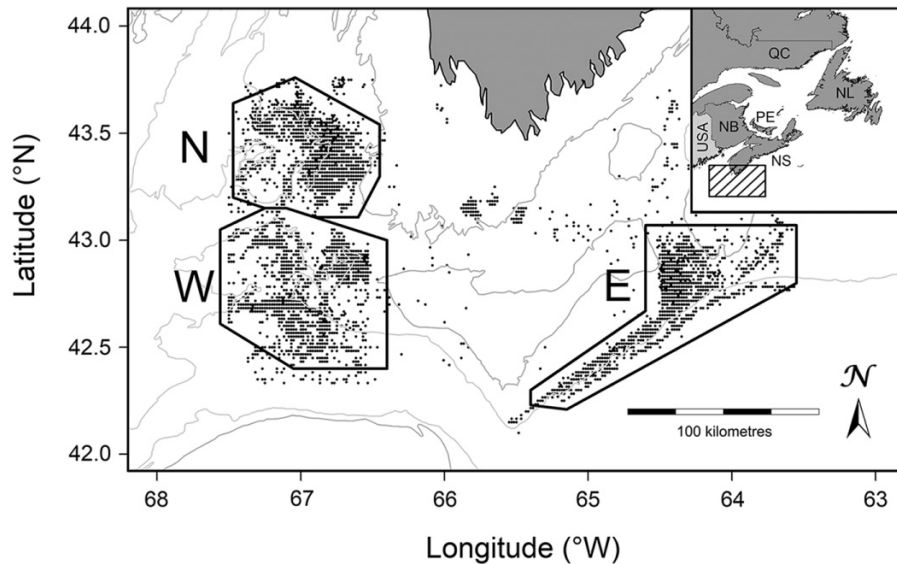 44.0
43.5
43.0
42.5
42.0
Latitude (°N)
68
67
66
65
64
63
Longitude (°W)
N
W
E
QC
NL
NB
PE
NS
USA
N
100 kilometres